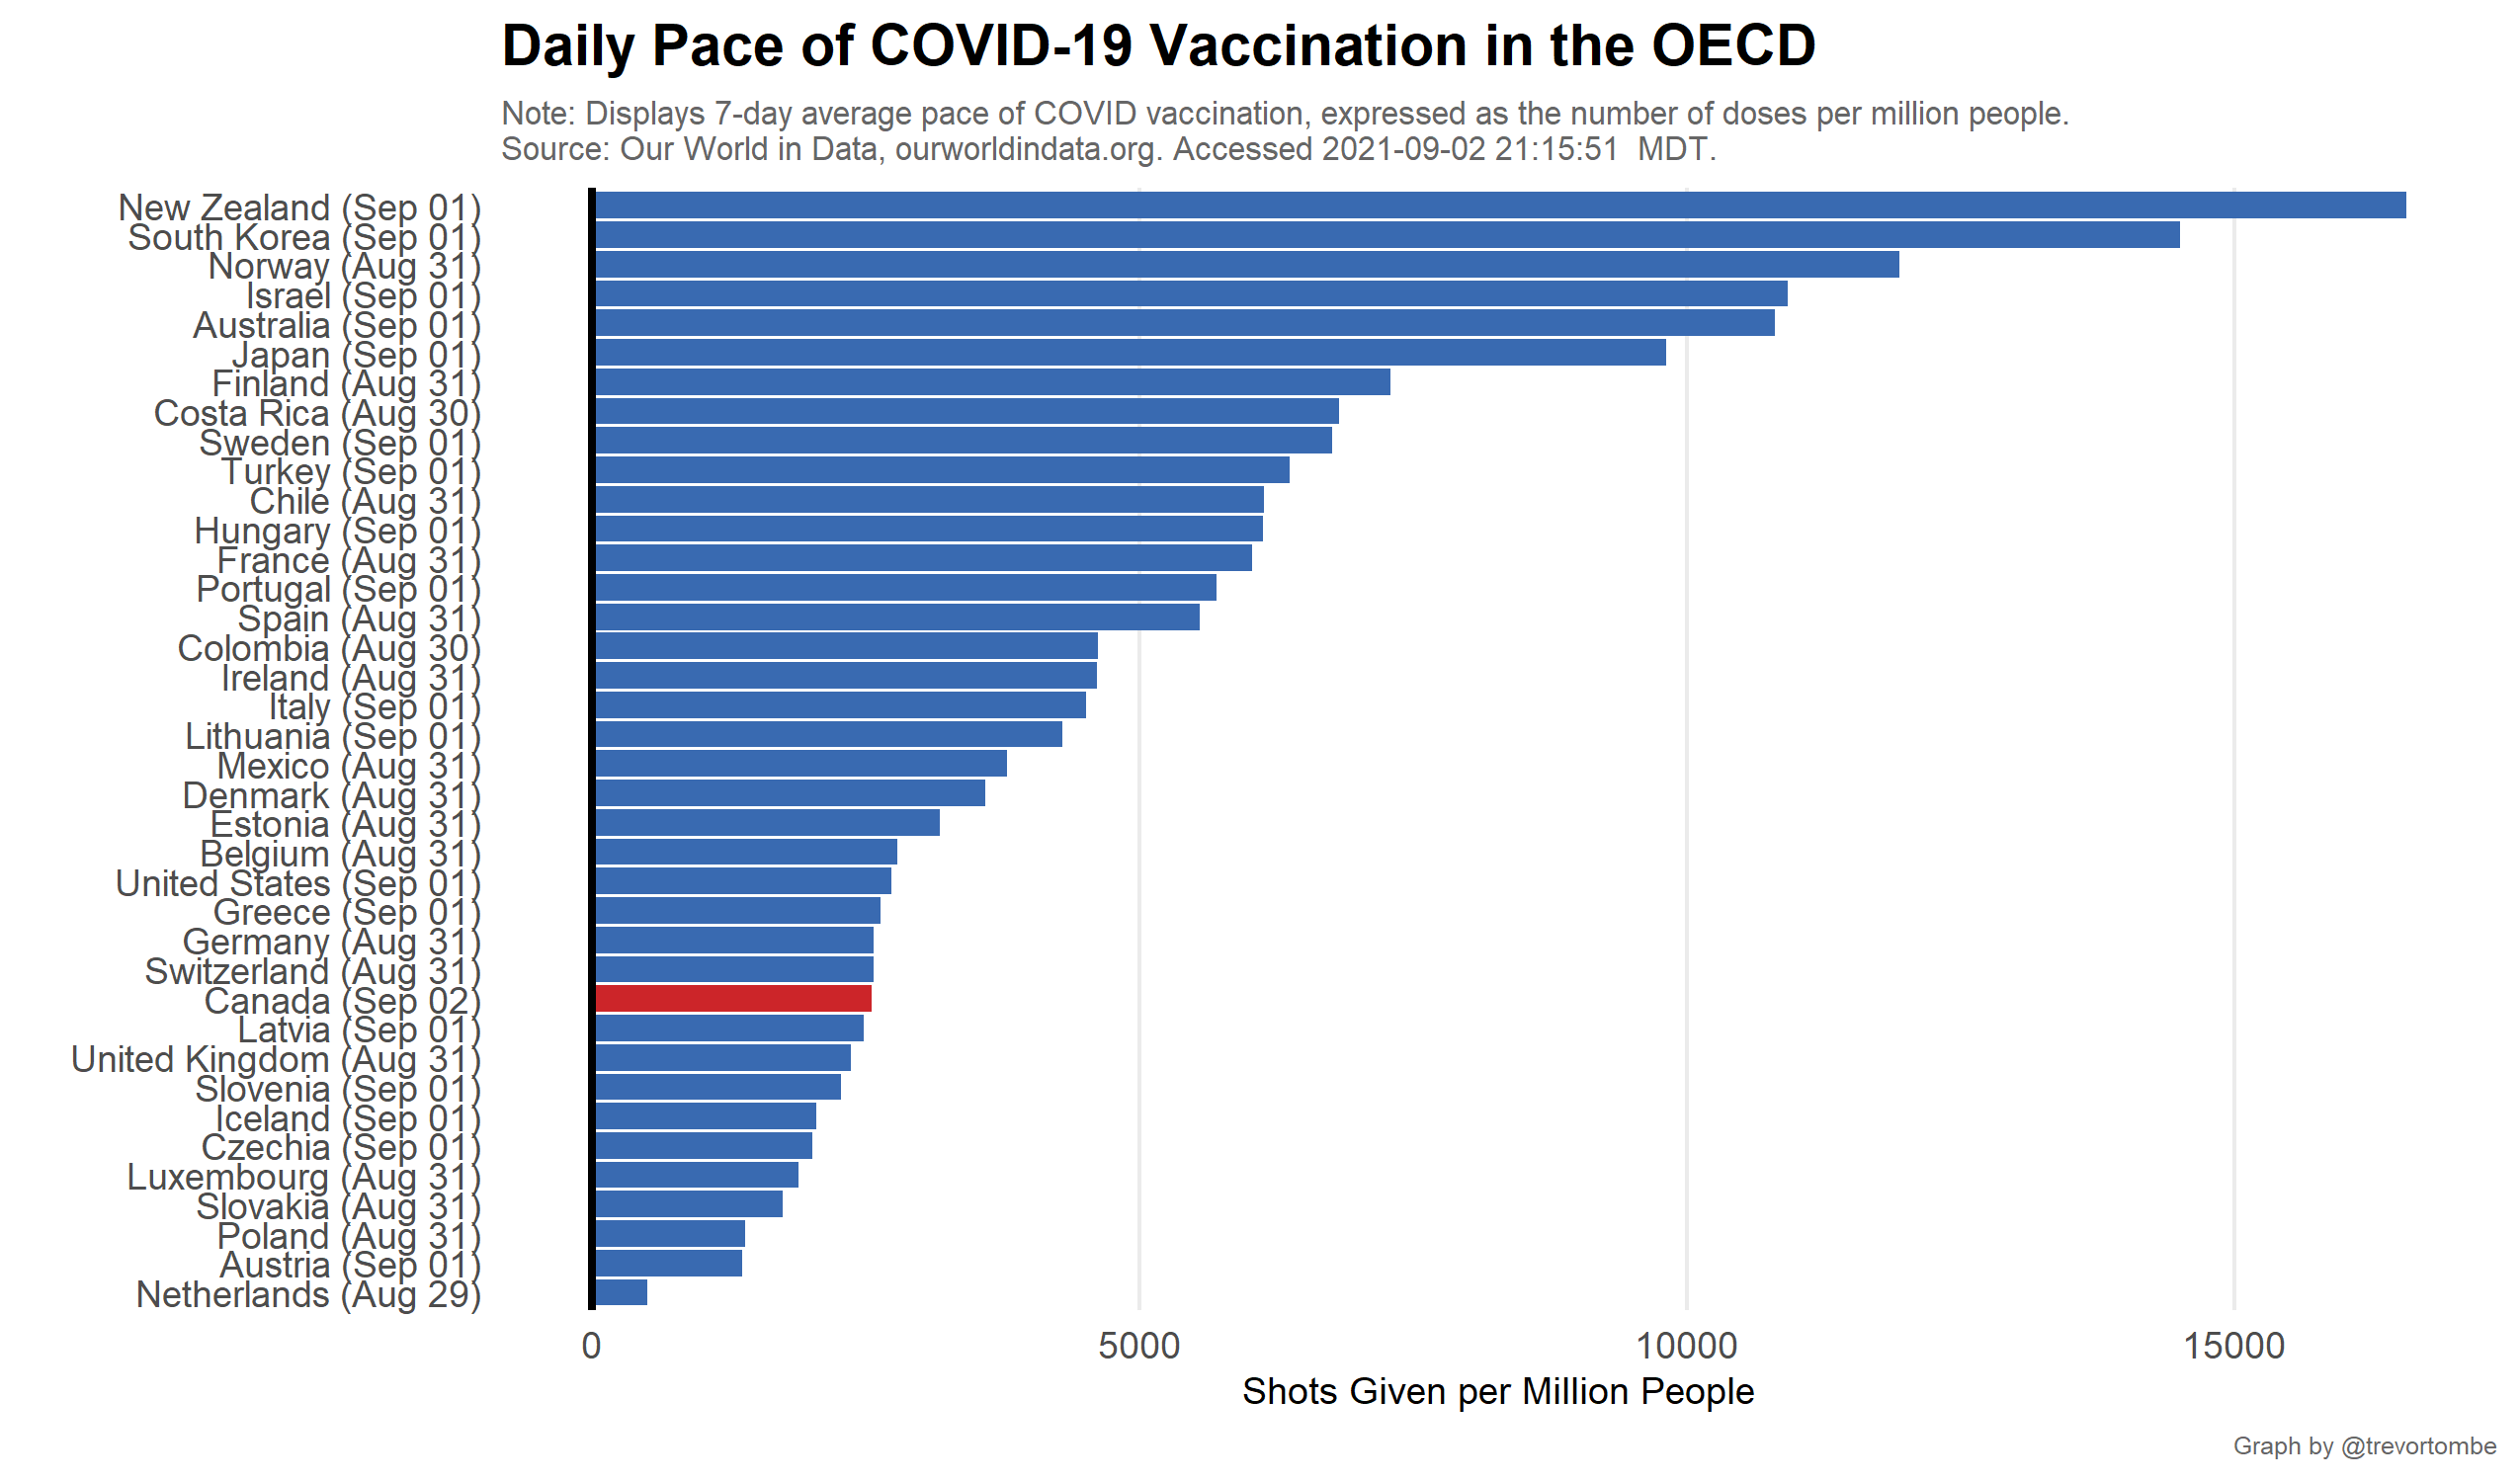 Daily Pace of COVID-19 Vaccination in the OECD
Note: Displays 7-day average pace of COVID vaccination, expressed as the number of doses per million people.
Source: Our World in Data, ourworldindata.org. Accessed 2021-09-02 21:15:51  MDT.
New Zealand (Sep 01)
South Korea (Sep 01)
Norway (Aug 31)
Israel (Sep 01)
Australia (Sep 01)
Japan (Sep 01)
Finland (Aug 31)
Costa Rica (Aug 30)
Sweden (Sep 01)
Turkey (Sep 01)
Chile (Aug 31)
Hungary (Sep 01)
France (Aug 31)
Portugal (Sep 01)
Spain (Aug 31)
Colombia (Aug 30)
Ireland (Aug 31)
Italy (Sep 01)
Lithuania (Sep 01)
Mexico (Aug 31)
Denmark (Aug 31)
Estonia (Aug 31)
Belgium (Aug 31)
United States (Sep 01)
Greece (Sep 01)
Germany (Aug 31)
Switzerland (Aug 31)
Canada (Sep 02)
Latvia (Sep 01)
United Kingdom (Aug 31)
Slovenia (Sep 01)
Iceland (Sep 01)
Czechia (Sep 01)
Luxembourg (Aug 31)
Slovakia (Aug 31)
Poland (Aug 31)
Austria (Sep 01)
Netherlands (Aug 29)
0 5000 10000 15000
Shots Given per Million People
Graph by @trevortombe